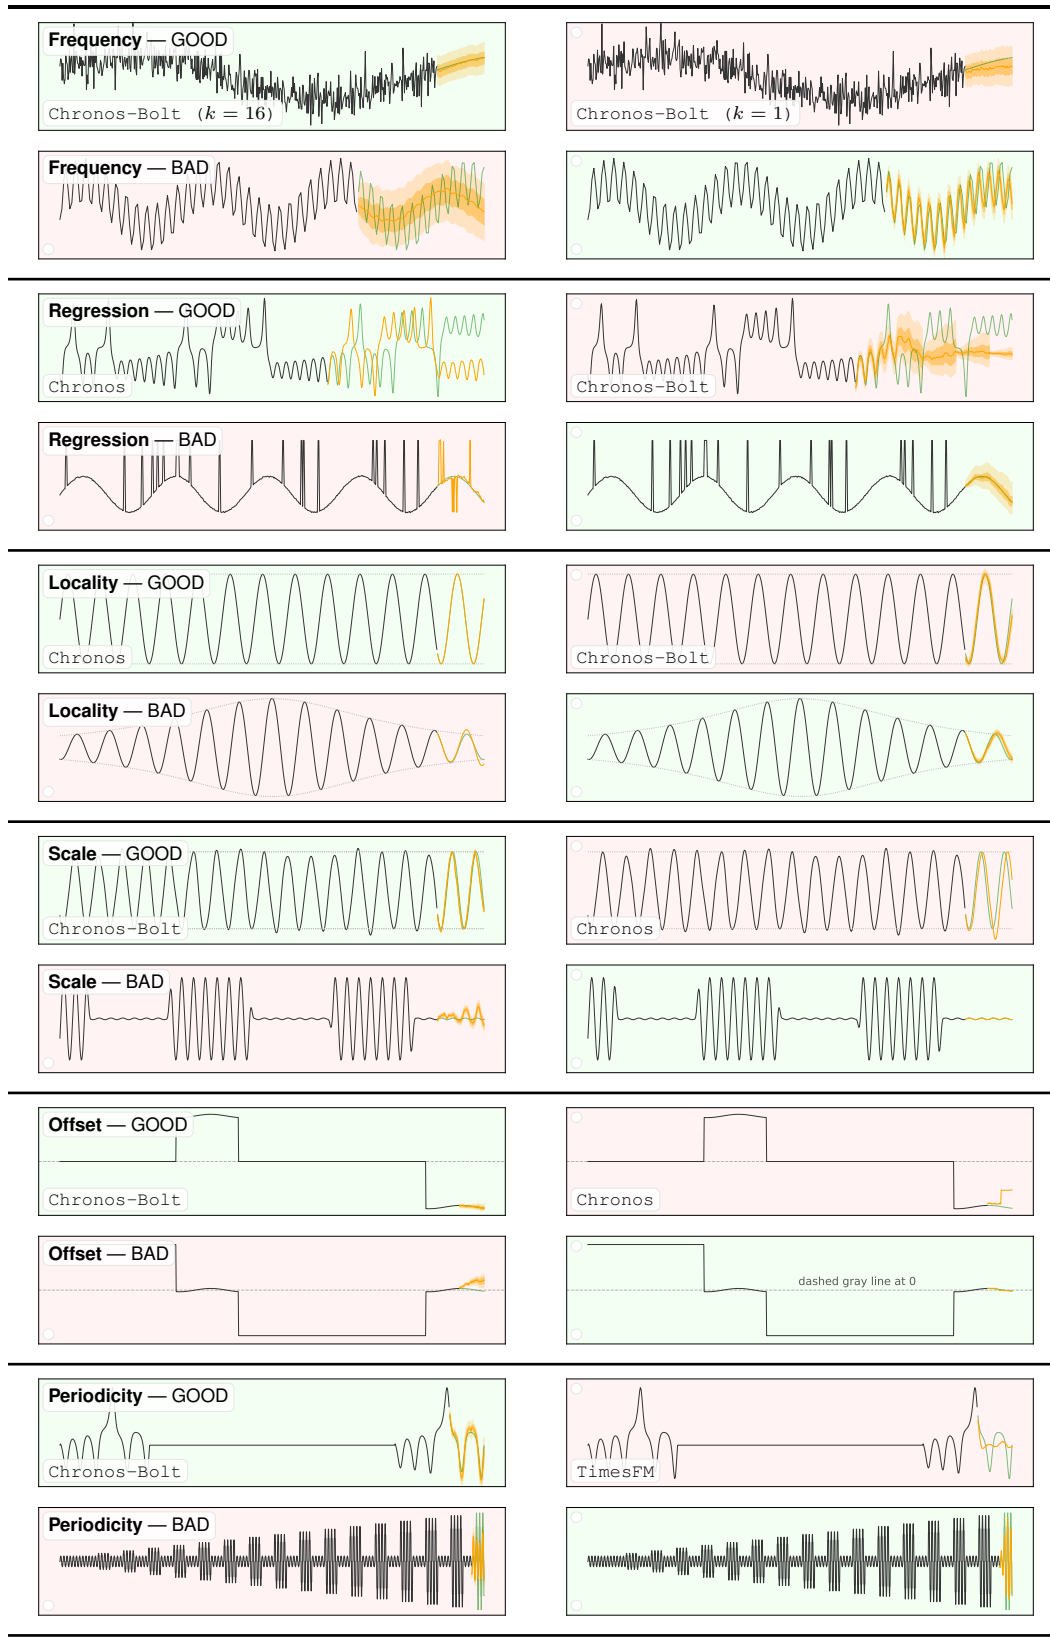 Frequency — GOOD
Chronos-Bolt (k = 16)
Chronos-Bolt (k = 1)
Frequency — BAD
Regression — GOOD
Chronos
Chronos-Bolt
Regression — BAD
Locality — GOOD
Chronos
Chronos-Bolt
Locality — BAD
Scale — GOOD
Chronos-Bolt
Chronos
Scale — BAD
Offset — GOOD
Chronos-Bolt
Chronos
Offset — BAD
dashed gray line at 0
Periodicity — GOOD
Chronos-Bolt
TimesFM
Periodicity — BAD